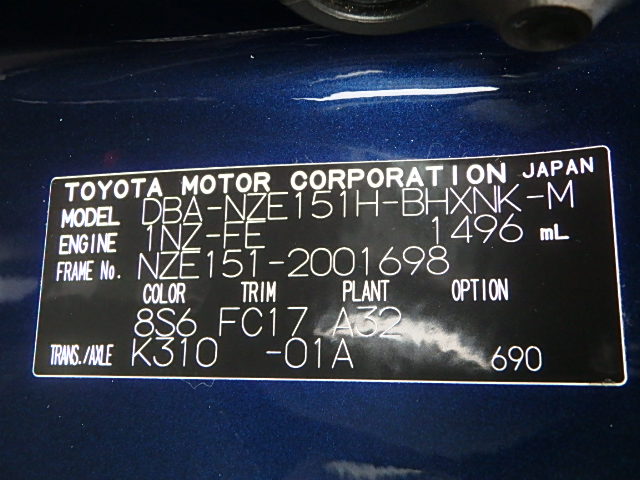 TOYOTA MOTOR CORPORATION JAPAN
MODEL DBA-NZE151H-BHXNK-M
ENGINE 1NZ-FE 1496 mL
FRAME No. NZE151-2001698
COLOR TRIM PLANT OPTION
8S6 FC17 A32
TRANS./AXLE K310 -01A 690